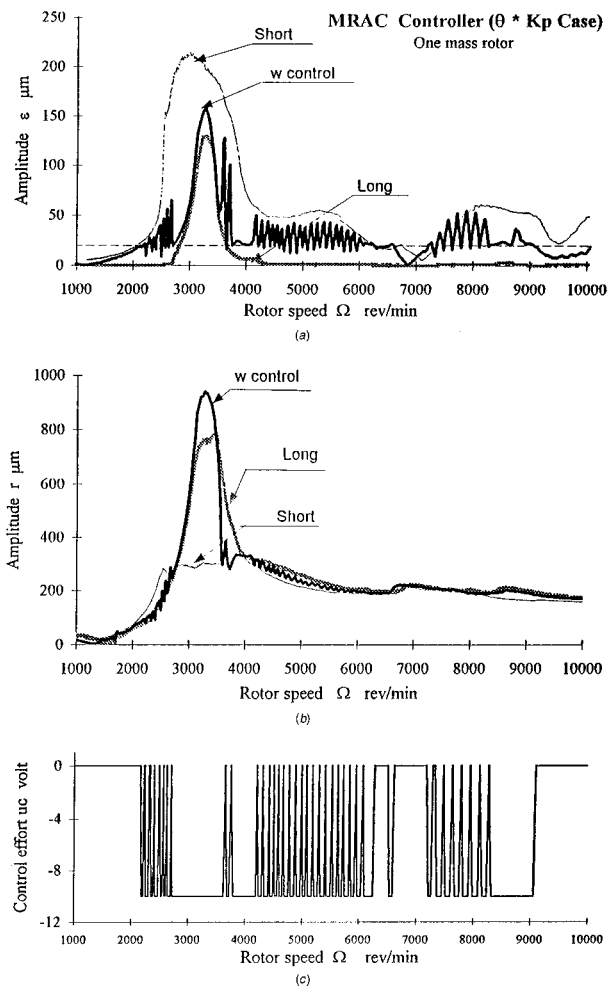 MRAC Controller (θ * Kp Case)
One mass rotor
Short
w control
Long
Amplitude ε μm
250
200
150
100
50
0
1000 2000 3000 4000 5000 6000 7000 8000 9000 10000
Rotor speed Ω rev/min
(a)
w control
Long
Short
Amplitude r μm
1000
800
600
400
200
0
1000 2000 3000 4000 5000 6000 7000 8000 9000 10000
Rotor speed Ω rev/min
(b)
Control effort uc volt
0
-4
-8
-12
1000 2000 3000 4000 5000 6000 7000 8000 9000 10000
Rotor speed Ω rev/min
(c)